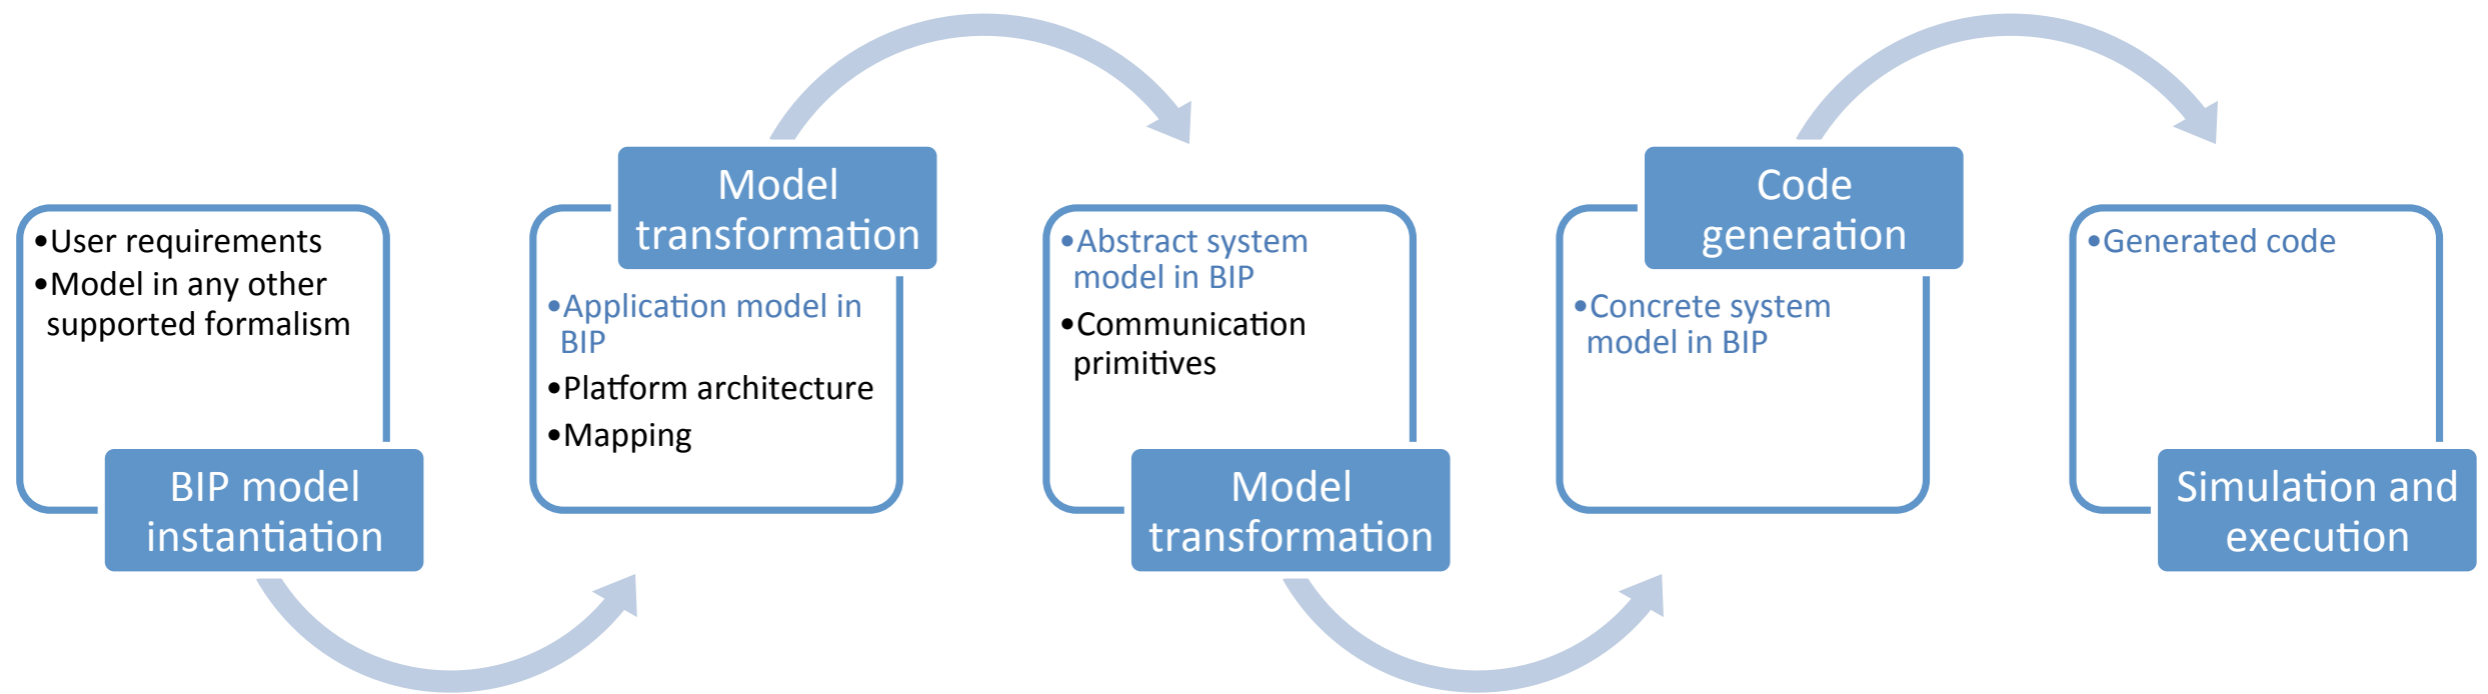 •User requirements
•Model in any other
supported formalism
BIP model
instantiation
Model
transformation
•Application model in
BIP
•Platform architecture
•Mapping
•Abstract system
model in BIP
•Communication
primitives
Model
transformation
Code
generation
•Concrete system
model in BIP
•Generated code
Simulation and
execution